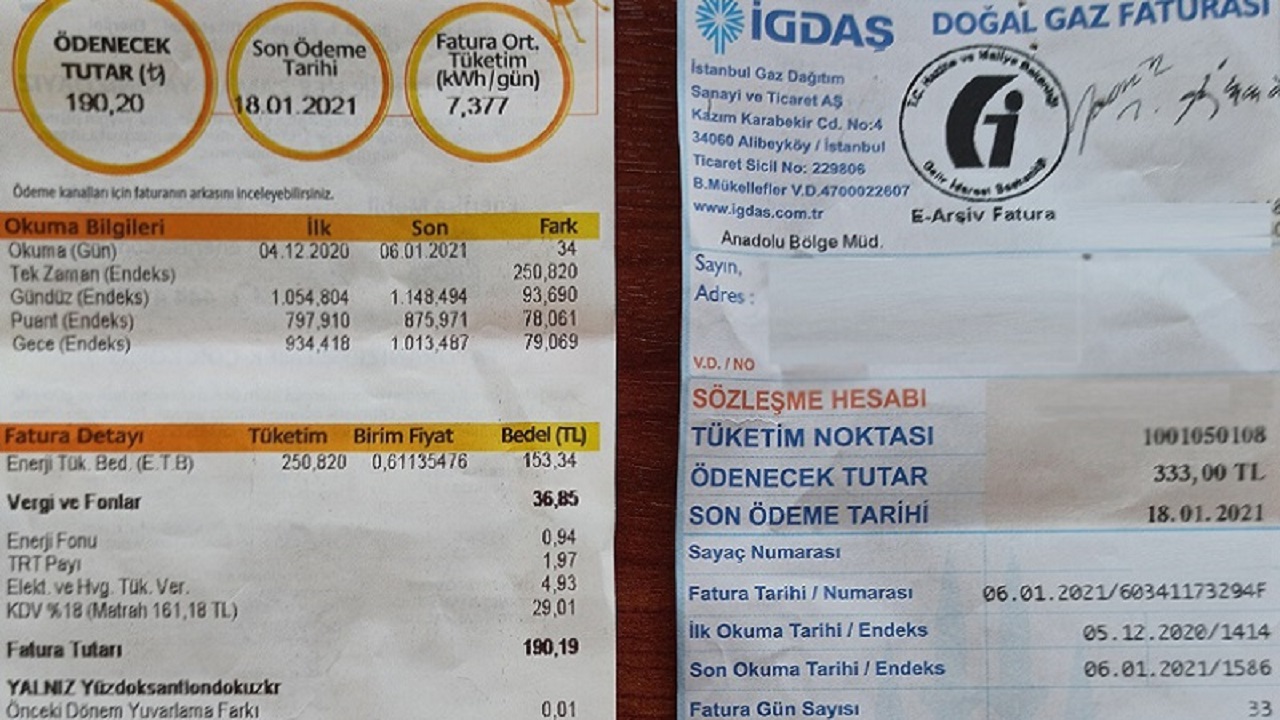 ÖDENECEK
TUTAR (₺)
190,20
Son Ödeme
Tarihi
18.01.2021
Fatura Ort.
Tüketim
(kWh / gün)
7,377
Ödeme kanalları için faturanın arkasını inceleyebilirsiniz.
Okuma Bilgileri İlk Son Fark
Okuma (Gün) 04.12.2020 06.01.2021 34
Tek Zaman (Endeks) 250,820
Gündüz (Endeks) 1.054,804 1.148,494 93,690
Puant (Endeks) 797,910 875,971 78,061
Gece (Endeks) 934,418 1.013,487 79,069
Fatura Detayı Tüketim Birim Fiyat Bedel (TL)
Enerji Tük. Bed. (E.T.B) 250,820 0,61135476 153,34
Vergi ve Fonlar 36,85
Enerji Fonu 0,94
TRT Payı 1,97
Elekt. ve Hvg. Tük. Ver. 4,93
KDV %18 (Matrah 161,18 TL) 29,01
Fatura Tutarı 190,19
YALNIZ Yüzdoksantlondokuzkr
Önceki Dönem Yuvarlama Farkı 0,01
İGDAŞ DOĞAL GAZ FATURASI
İstanbul Gaz Dağıtım
Sanayi ve Ticaret AŞ
Kazım Karabekir Cd. No:4
34060 Alibeyköy / İstanbul
Ticaret Sicil No: 229806
B.Mükellefler V.D.4700022607
www.igdas.com.tr
T.C. Hazine ve Maliye Bakanlığı
Gelir İdaresi Başkanlığı
E-Arşiv Fatura
Anadolu Bölge Müd.
Sayın,
Adres :
V.D. / NO
SÖZLEŞME HESABI
TÜKETİM NOKTASI 1001050108
ÖDENECEK TUTAR 333,00 TL
SON ÖDEME TARİHİ 18.01.2021
Sayaç Numarası
Fatura Tarihi / Numarası 06.01.2021/60341173294F
İlk Okuma Tarihi / Endeks 05.12.2020/1414
Son Okuma Tarihi / Endeks 06.01.2021/1586
Fatura Gün Sayısı 33